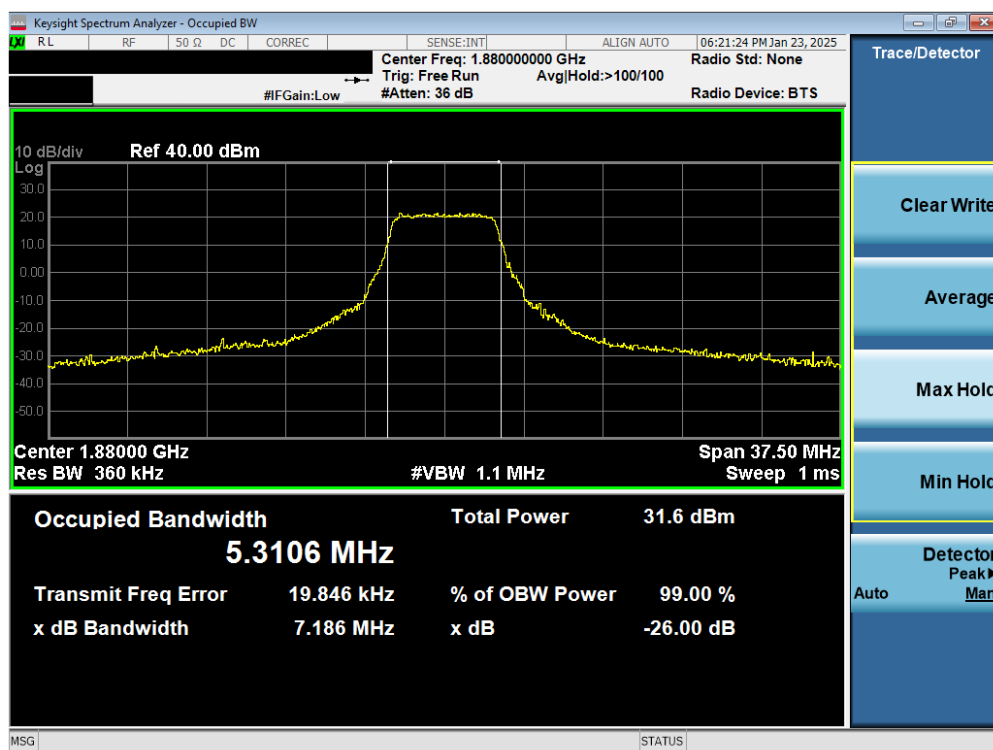 Keysight Spectrum Analyzer - Occupied BW
LXI RL RF 50 Ω DC CORREC SENSE:INT ALIGN AUTO 06:21:24 PM Jan 23, 2025
Center Freq: 1.880000000 GHz Radio Std: None
Trig: Free Run Avg|Hold:>100/100
#IFGain:Low #Atten: 36 dB Radio Device: BTS
10 dB/div Ref 40.00 dBm
Log
30.0
20.0
10.0
0.00
-10.0
-20.0
-30.0
-40.0
-50.0
Center 1.88000 GHz Span 37.50 MHz
Res BW 360 kHz #VBW 1.1 MHz Sweep 1 ms
Occupied Bandwidth Total Power 31.6 dBm
5.3106 MHz
Transmit Freq Error 19.846 kHz % of OBW Power 99.00 %
x dB Bandwidth 7.186 MHz x dB -26.00 dB
MSG STATUS
Trace/Detector
Clear Write
Average
Max Hold
Min Hold
Detector
Peak
Auto Man